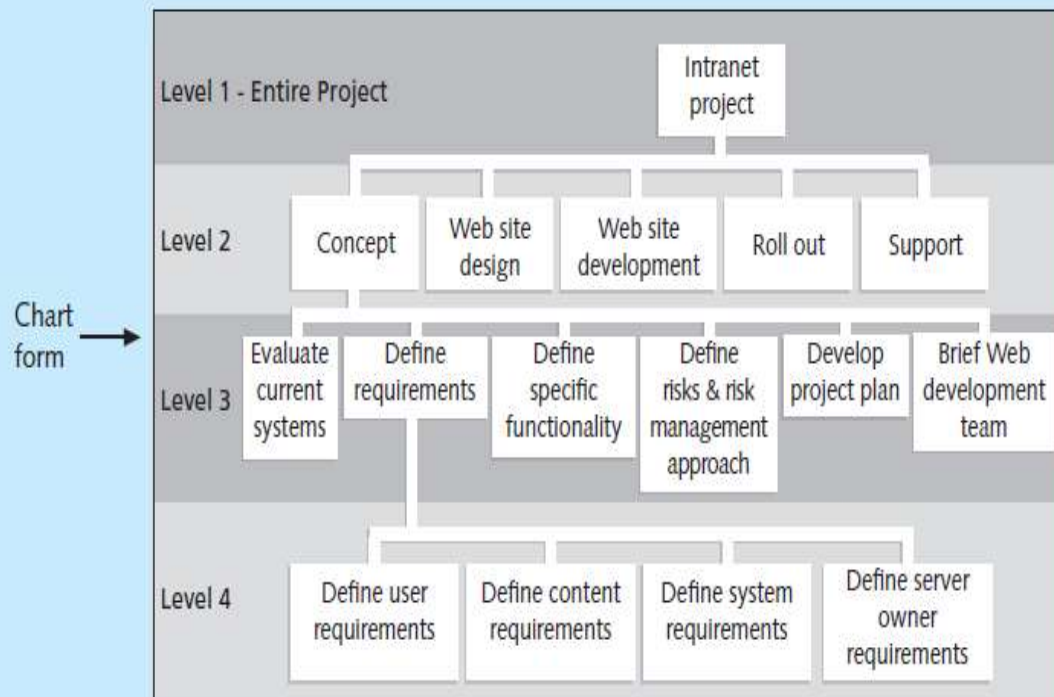 Chart
form
Level 1 - Entire Project
Intranet
project
Level 2
Concept
Web site
design
Web site
development
Roll out
Support
Level 3
Evaluate
current
systems
Define
requirements
Define
specific
functionality
Define
risks & risk
management
approach
Develop
project plan
Brief Web
development
team
Level 4
Define user
requirements
Define content
requirements
Define system
requirements
Define server
owner
requirements